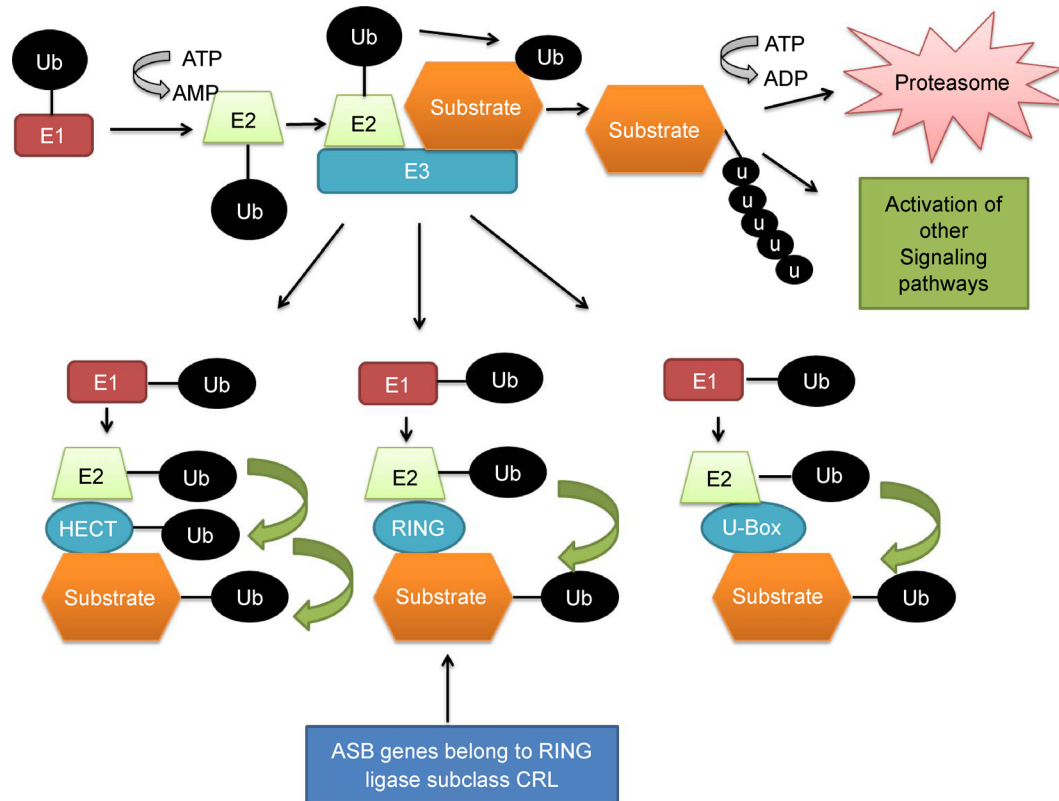 Ub
E1
ATP
AMP
E2
Ub
Ub
E2
E3
Substrate
Ub
Substrate
u
u
u
u
u
ATP
ADP
Proteasome
Activation of
other
Signaling
pathways
E1
Ub
E2
Ub
HECT
Ub
Substrate
Ub
E1
Ub
E2
Ub
RING
Substrate
Ub
E1
Ub
E2
Ub
U-Box
Substrate
Ub
ASB genes belong to RING
ligase subclass CRL